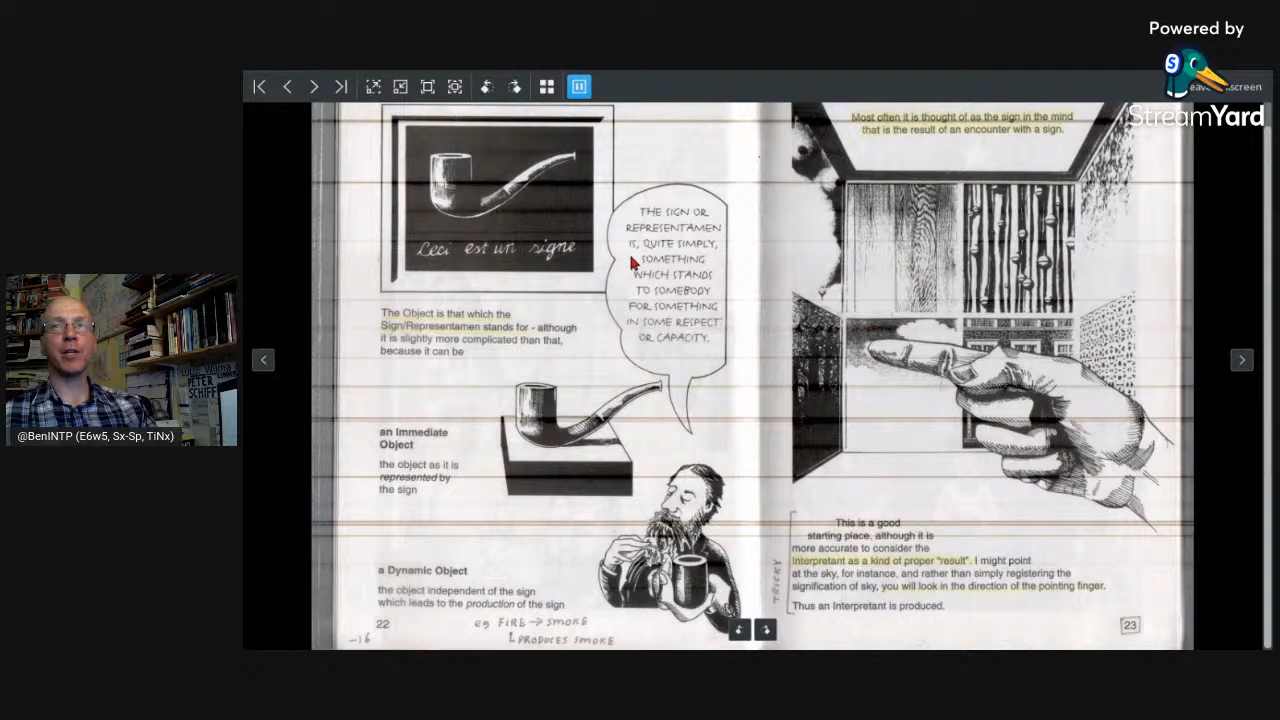 Powered by
StreamYard
Ceci est un signe
THE SIGN OR
REPRESENTAMEN
IS, QUITE SIMPLY,
SOMETHING
WHICH STANDS
TO SOMEBODY
FOR SOMETHING
IN SOME RESPECT
OR CAPACITY.
The Object is that which the
Sign/Representamen stands for - although
it is slightly more complicated than that,
because it can be
an Immediate
Object
the object as it is
represented by
the sign
a Dynamic Object
the object independent of the sign
which leads to the production of the sign
22
eg FIRE → SMOKE
PRODUCES SMOKE
-16
Most often it is thought of as the sign in the mind
that is the result of an encounter with a sign.
This is a good
starting place, although it is
more accurate to consider the
Interpretant as a kind of proper "result". I might point
at the sky, for instance, and rather than simply registering the
signification of sky, you will look in the direction of the pointing finger.
Thus an Interpretant is produced.
TRICKY
23
PETER
SCHIFF
@BenINTP (E6w5, Sx-Sp, TiNx)